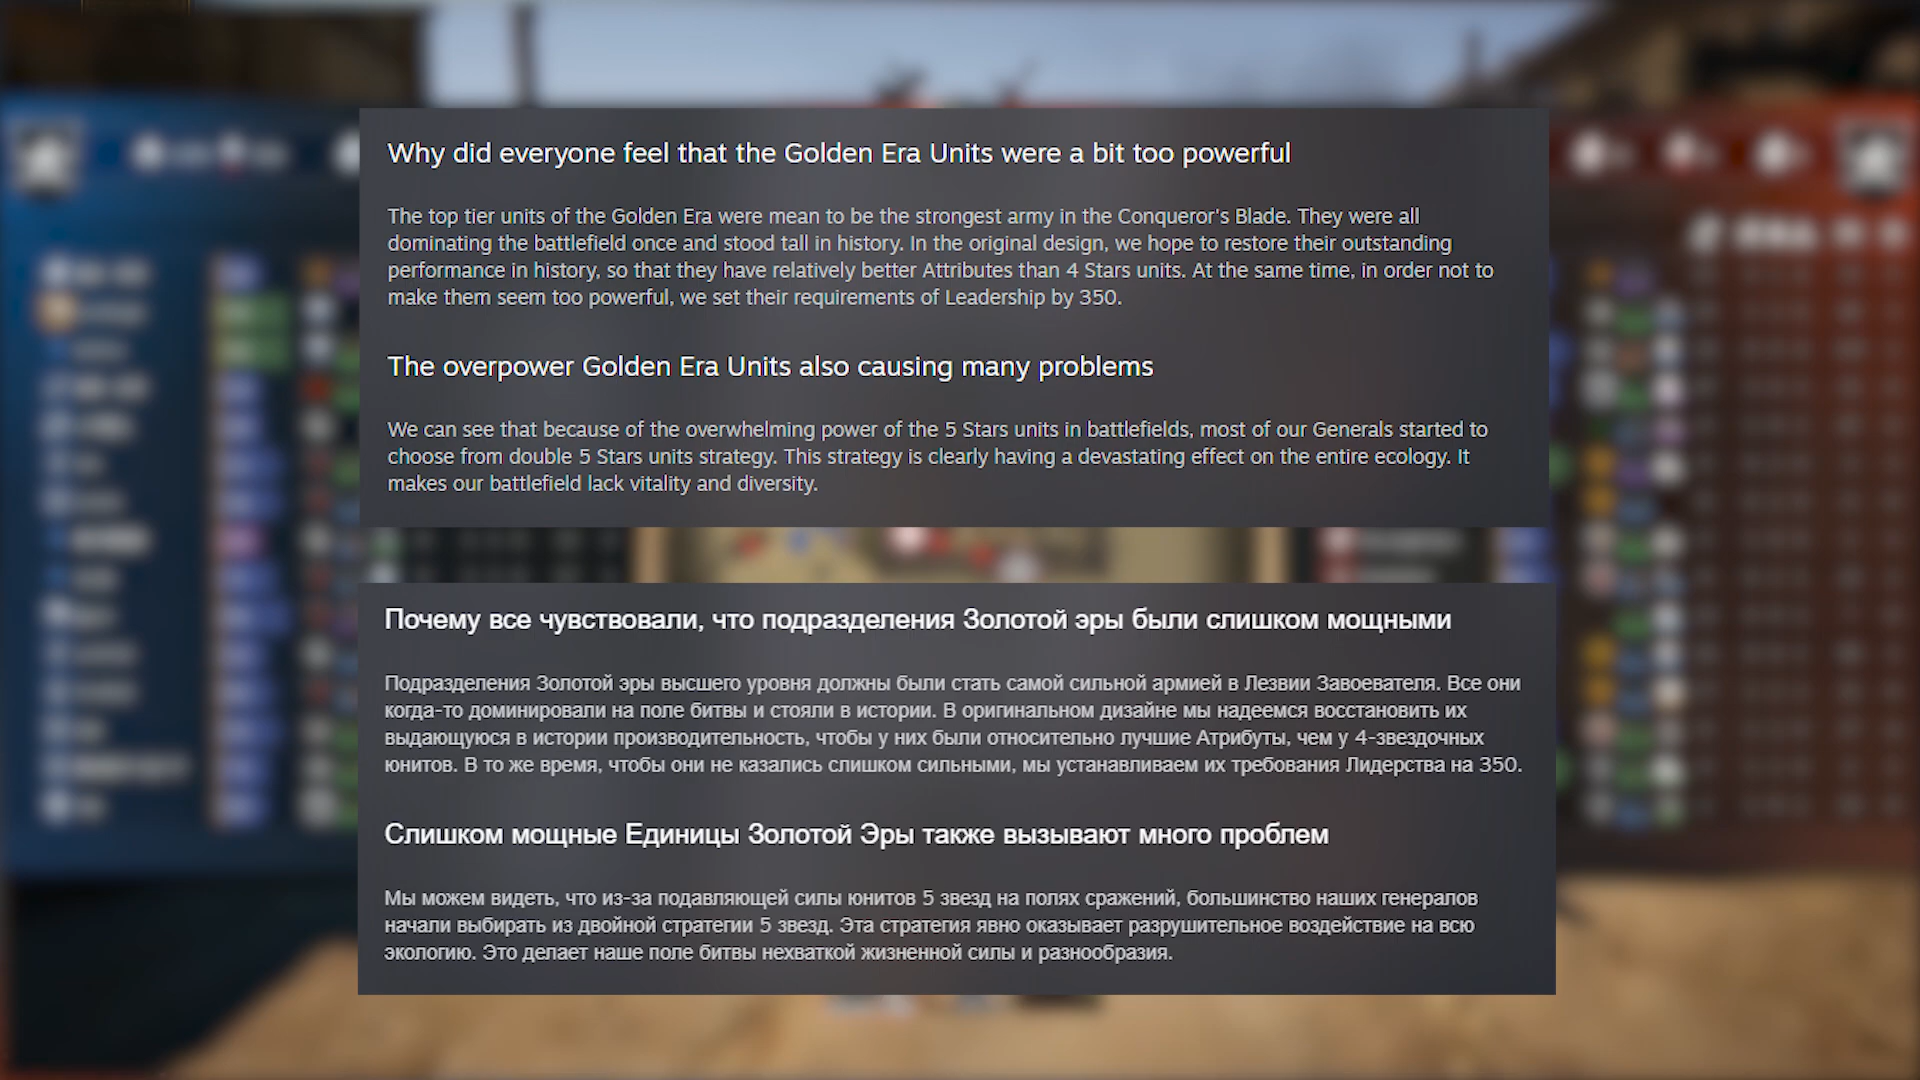 Why did everyone feel that the Golden Era Units were a bit too powerful
The top tier units of the Golden Era were mean to be the strongest army in the Conqueror's Blade. They were all
dominating the battlefield once and stood tall in history. In the original design, we hope to restore their outstanding
performance in history, so that they have relatively better Attributes than 4 Stars units. At the same time, in order not to
make them seem too powerful, we set their requirements of Leadership by 350.
The overpower Golden Era Units also causing many problems
We can see that because of the overwhelming power of the 5 Stars units in battlefields, most of our Generals started to
choose from double 5 Stars units strategy. This strategy is clearly having a devastating effect on the entire ecology. It
makes our battlefield lack vitality and diversity.
Почему все чувствовали, что подразделения Золотой эры были слишком мощными
Подразделения Золотой эры высшего уровня должны были стать самой сильной армией в Лезвии Завоевателя. Все они
когда-то доминировали на поле битвы и стояли в истории. В оригинальном дизайне мы надеемся восстановить их
выдающуюся в истории производительность, чтобы у них были относительно лучшие Атрибуты, чем у 4-звездочных
юнитов. В то же время, чтобы они не казались слишком сильными, мы устанавливаем их требования Лидерства на 350.
Слишком мощные Единицы Золотой Эры также вызывают много проблем
Мы можем видеть, что из-за подавляющей силы юнитов 5 звезд на полях сражений, большинство наших генералов
начали выбирать из двойной стратегии 5 звезд. Эта стратегия явно оказывает разрушительное воздействие на всю
экологию. Это делает наше поле битвы нехваткой жизненной силы и разнообразия.